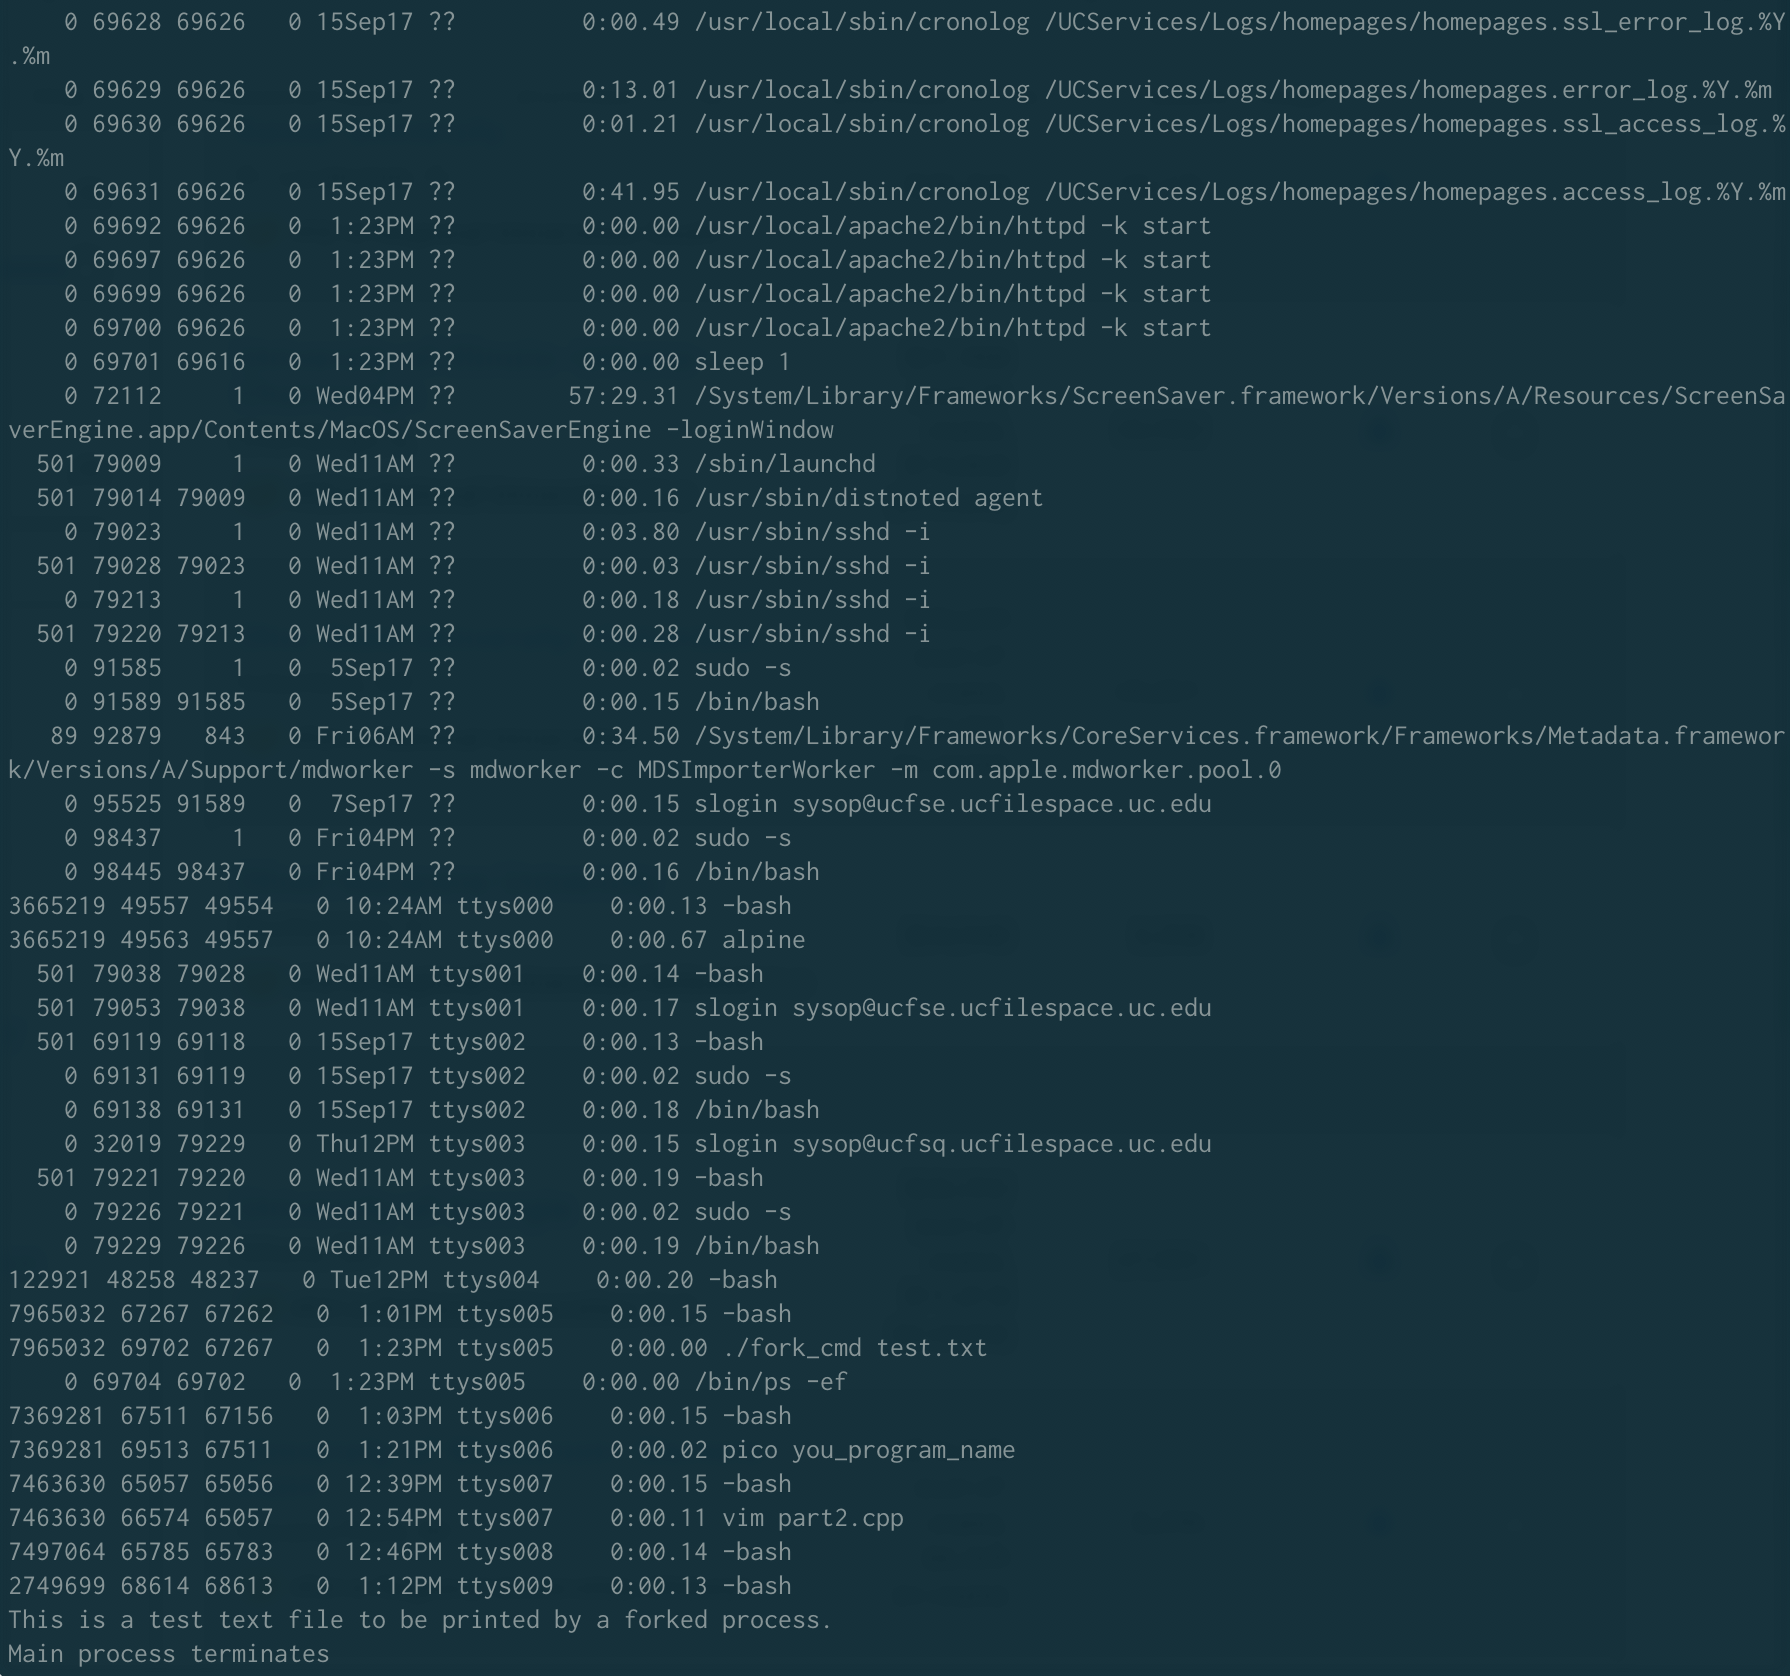 0 69628 69626   0 15Sep17 ??         0:00.49 /usr/local/sbin/cronolog /UCServices/Logs/homepages/homepages.ssl_error_log.%Y
.%m
    0 69629 69626   0 15Sep17 ??         0:13.01 /usr/local/sbin/cronolog /UCServices/Logs/homepages/homepages.error_log.%Y.%m
    0 69630 69626   0 15Sep17 ??         0:01.21 /usr/local/sbin/cronolog /UCServices/Logs/homepages/homepages.ssl_access_log.%
Y.%m
    0 69631 69626   0 15Sep17 ??         0:41.95 /usr/local/sbin/cronolog /UCServices/Logs/homepages/homepages.access_log.%Y.%m
    0 69692 69626   0  1:23PM ??         0:00.00 /usr/local/apache2/bin/httpd -k start
    0 69697 69626   0  1:23PM ??         0:00.00 /usr/local/apache2/bin/httpd -k start
    0 69699 69626   0  1:23PM ??         0:00.00 /usr/local/apache2/bin/httpd -k start
    0 69700 69626   0  1:23PM ??         0:00.00 /usr/local/apache2/bin/httpd -k start
    0 69701 69616   0  1:23PM ??         0:00.00 sleep 1
    0 72112     1   0 Wed04PM ??        57:29.31 /System/Library/Frameworks/ScreenSaver.framework/Versions/A/Resources/ScreenSa
verEngine.app/Contents/MacOS/ScreenSaverEngine -loginWindow
  501 79009     1   0 Wed11AM ??         0:00.33 /sbin/launchd
  501 79014 79009   0 Wed11AM ??         0:00.16 /usr/sbin/distnoted agent
    0 79023     1   0 Wed11AM ??         0:03.80 /usr/sbin/sshd -i
  501 79028 79023   0 Wed11AM ??         0:00.03 /usr/sbin/sshd -i
    0 79213     1   0 Wed11AM ??         0:00.18 /usr/sbin/sshd -i
  501 79220 79213   0 Wed11AM ??         0:00.28 /usr/sbin/sshd -i
    0 91585     1   0  5Sep17 ??         0:00.02 sudo -s
    0 91589 91585   0  5Sep17 ??         0:00.15 /bin/bash
   89 92879   843   0 Fri06AM ??         0:34.50 /System/Library/Frameworks/CoreServices.framework/Frameworks/Metadata.framewor
k/Versions/A/Support/mdworker -s mdworker -c MDSImporterWorker -m com.apple.mdworker.pool.0
    0 95525 91589   0  7Sep17 ??         0:00.15 slogin sysop@ucfse.ucfilespace.uc.edu
    0 98437     1   0 Fri04PM ??         0:00.02 sudo -s
    0 98445 98437   0 Fri04PM ??         0:00.16 /bin/bash
3665219 49557 49554   0 10:24AM ttys000    0:00.13 -bash
3665219 49563 49557   0 10:24AM ttys000    0:00.67 alpine
  501 79038 79028   0 Wed11AM ttys001    0:00.14 -bash
  501 79053 79038   0 Wed11AM ttys001    0:00.17 slogin sysop@ucfse.ucfilespace.uc.edu
  501 69119 69118   0 15Sep17 ttys002    0:00.13 -bash
    0 69131 69119   0 15Sep17 ttys002    0:00.02 sudo -s
    0 69138 69131   0 15Sep17 ttys002    0:00.18 /bin/bash
    0 32019 79229   0 Thu12PM ttys003    0:00.15 slogin sysop@ucfsq.ucfilespace.uc.edu
  501 79221 79220   0 Wed11AM ttys003    0:00.19 -bash
    0 79226 79221   0 Wed11AM ttys003    0:00.02 sudo -s
    0 79229 79226   0 Wed11AM ttys003    0:00.19 /bin/bash
122921 48258 48237   0 Tue12PM ttys004    0:00.20 -bash
7965032 67267 67262   0  1:01PM ttys005    0:00.15 -bash
7965032 69702 67267   0  1:23PM ttys005    0:00.00 ./fork_cmd test.txt
    0 69704 69702   0  1:23PM ttys005    0:00.00 /bin/ps -ef
7369281 67511 67156   0  1:03PM ttys006    0:00.15 -bash
7369281 69513 67511   0  1:21PM ttys006    0:00.02 pico you_program_name
7463630 65057 65056   0 12:39PM ttys007    0:00.15 -bash
7463630 66574 65057   0 12:54PM ttys007    0:00.11 vim part2.cpp
7497064 65785 65783   0 12:46PM ttys008    0:00.14 -bash
2749699 68614 68613   0  1:12PM ttys009    0:00.13 -bash
This is a test text file to be printed by a forked process.
Main process terminates